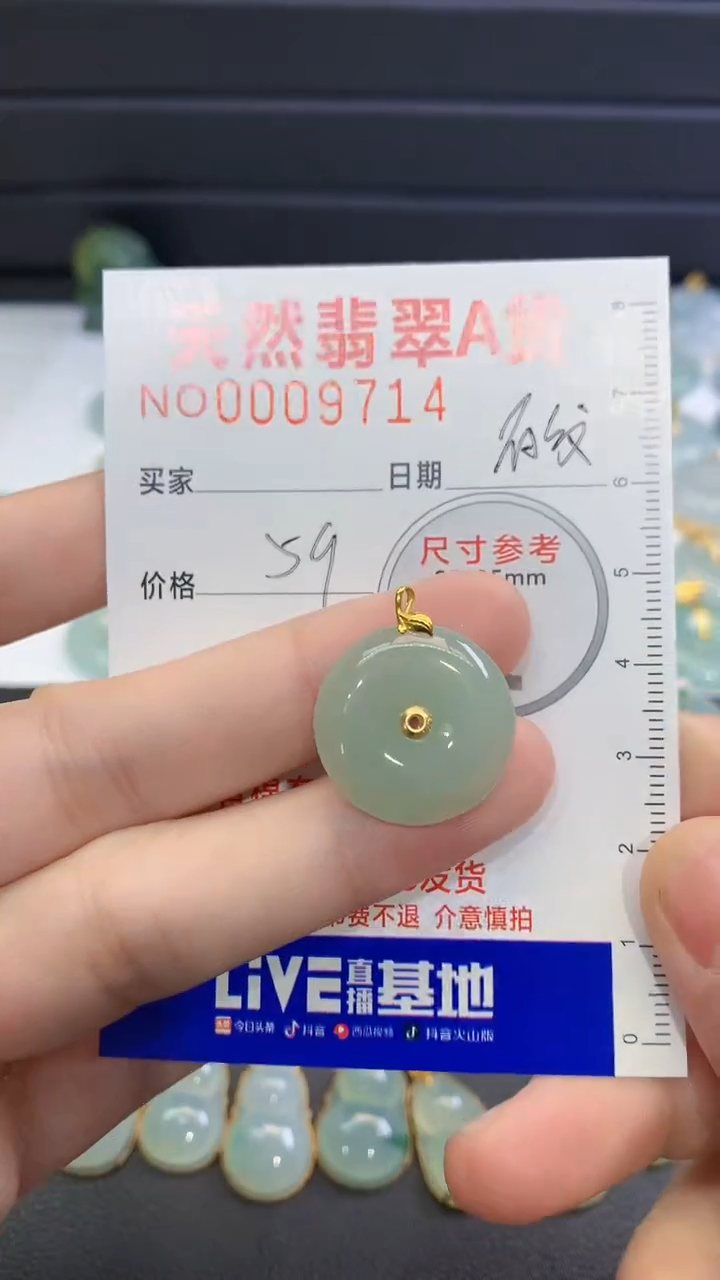 天然翡翠A货
NO0009714
石纹
买家 日期
尺寸参考
mm
价格 59
发货
费不退 介意慎拍
LiVE直播基地
今日头条 抖音 西瓜视频 抖音火山版
8
7
6
5
4
3
2
1
0